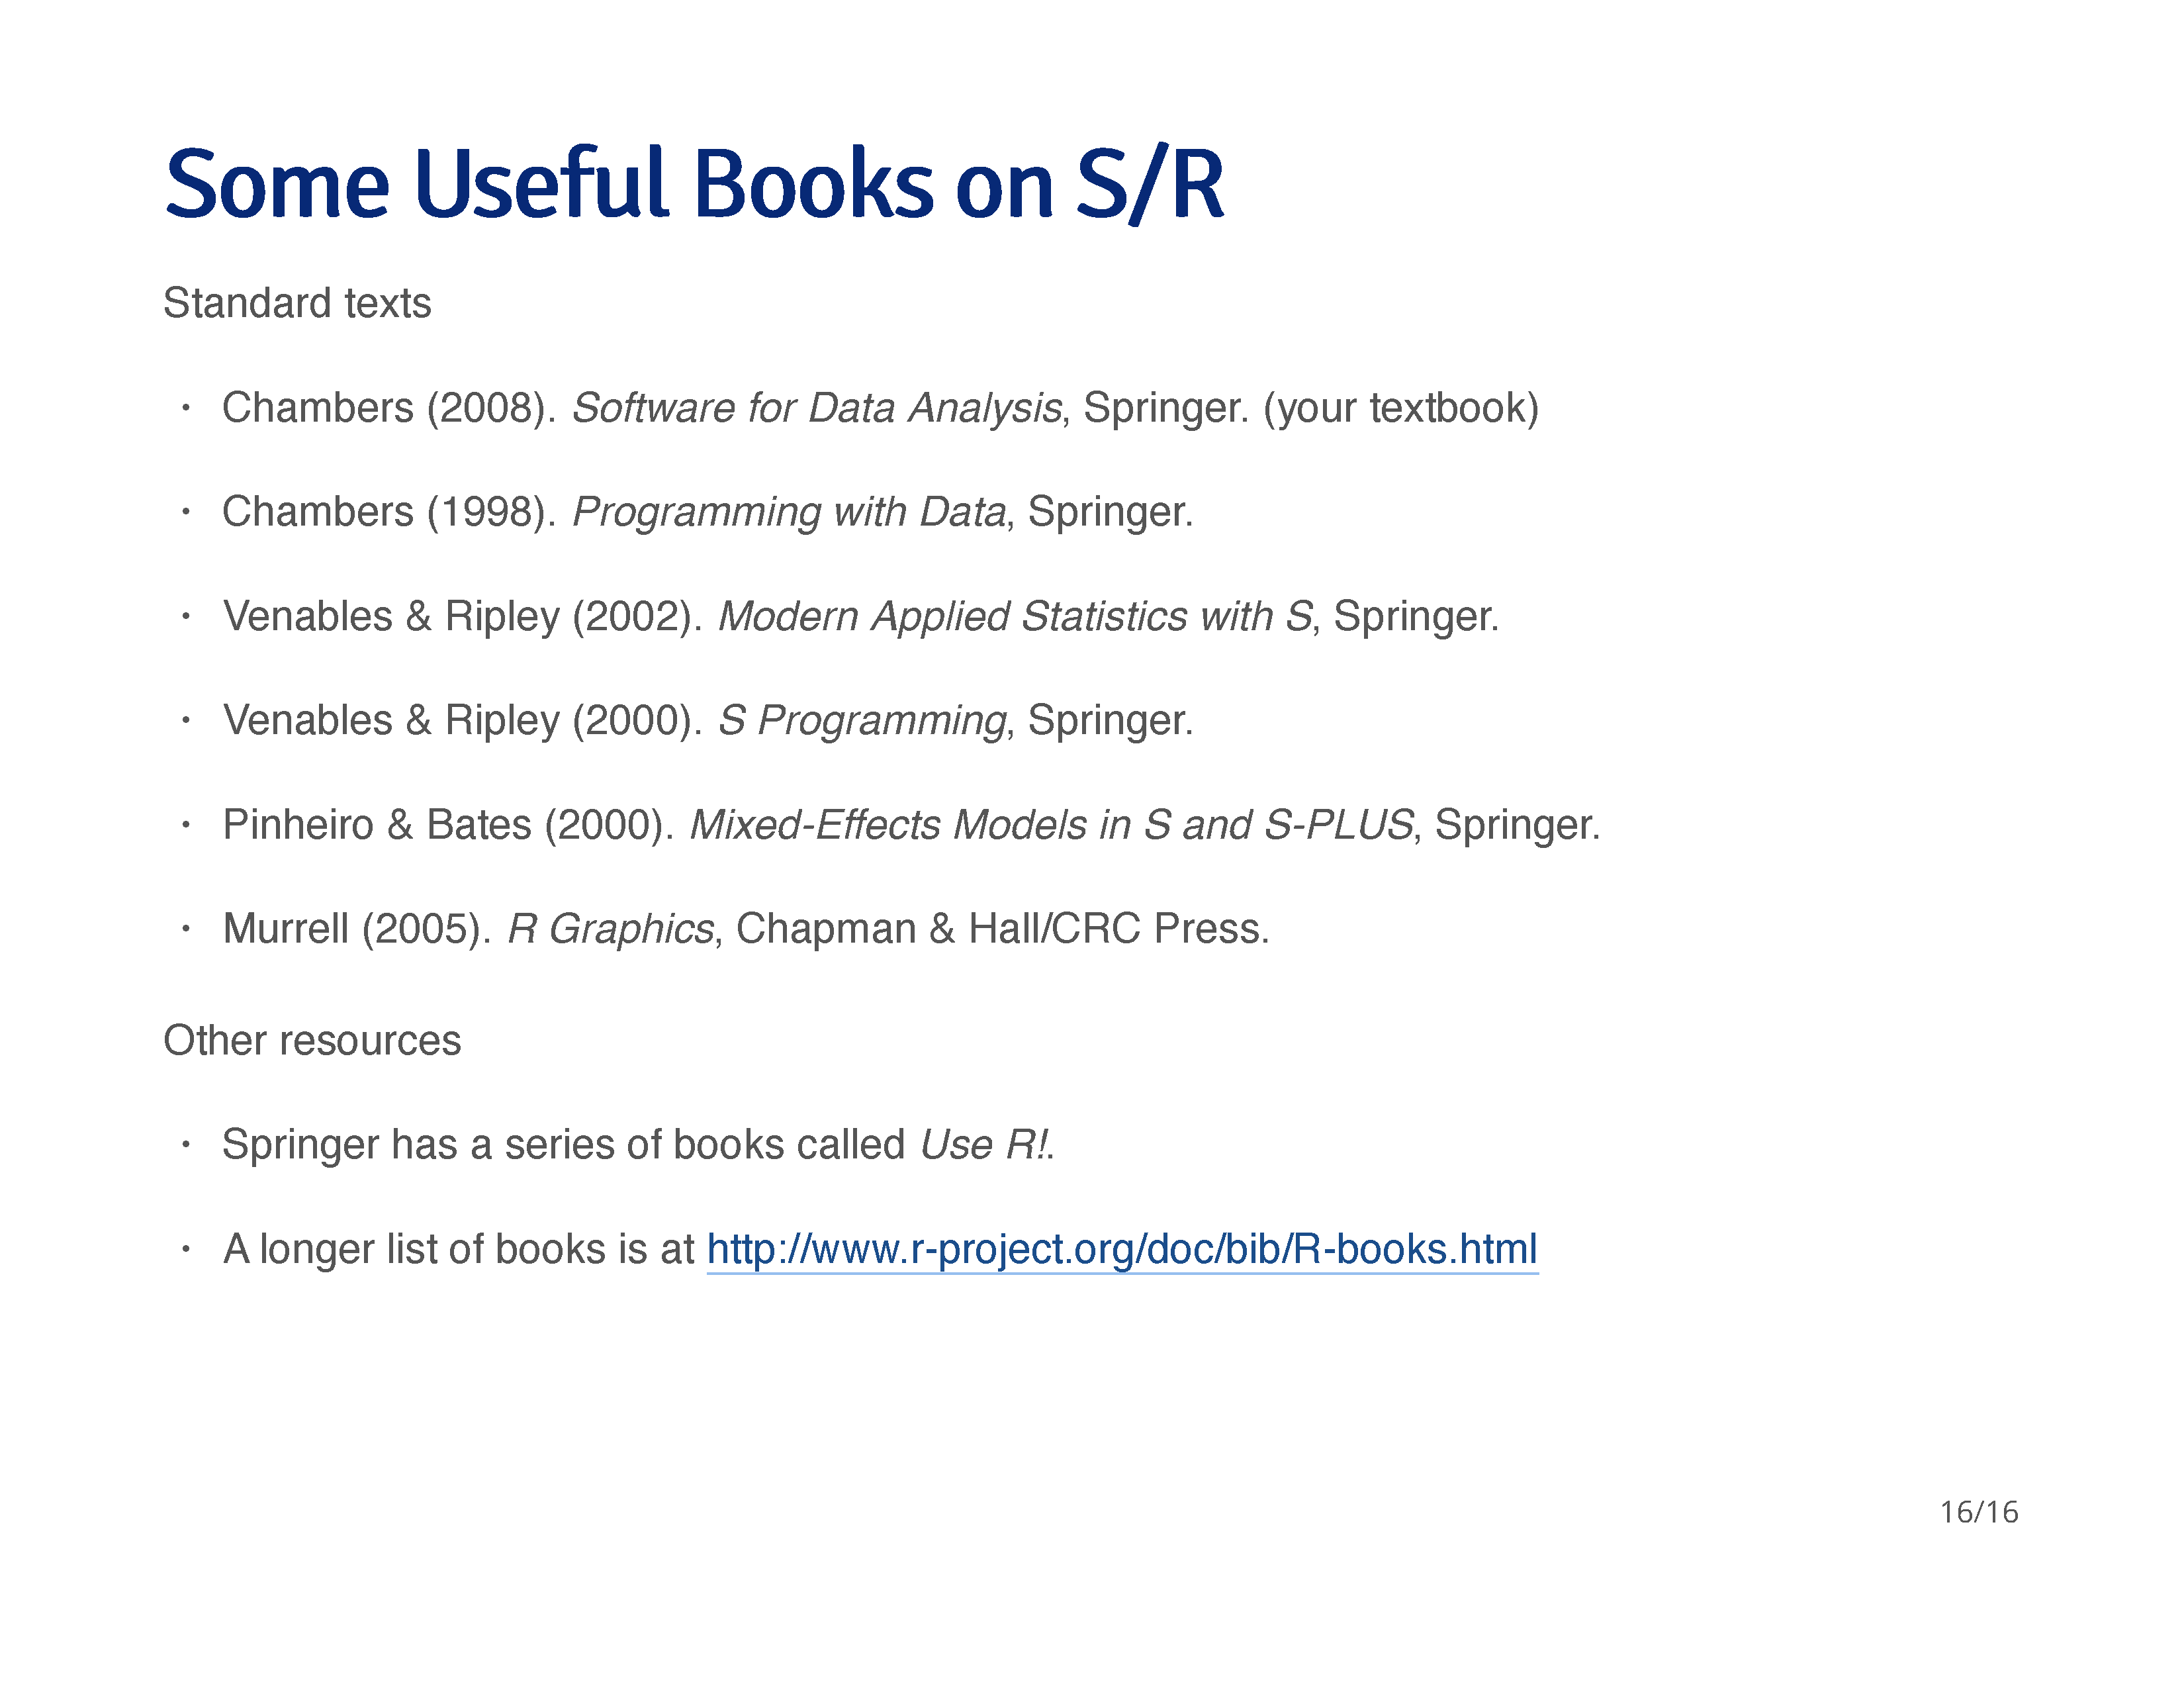 Some Useful Books on S/R
Standard texts
· Chambers (2008). Software for Data Analysis, Springer. (your textbook)
· Chambers (1998). Programming with Data, Springer.
· Venables & Ripley (2002). Modern Applied Statistics with S, Springer.
· Venables & Ripley (2000). S Programming, Springer.
· Pinheiro & Bates (2000). Mixed-Effects Models in S and S-PLUS, Springer.
· Murrell (2005). R Graphics, Chapman & Hall/CRC Press.
Other resources
· Springer has a series of books called Use R!.
· A longer list of books is at http://www.r-project.org/doc/bib/R-books.html
16/16